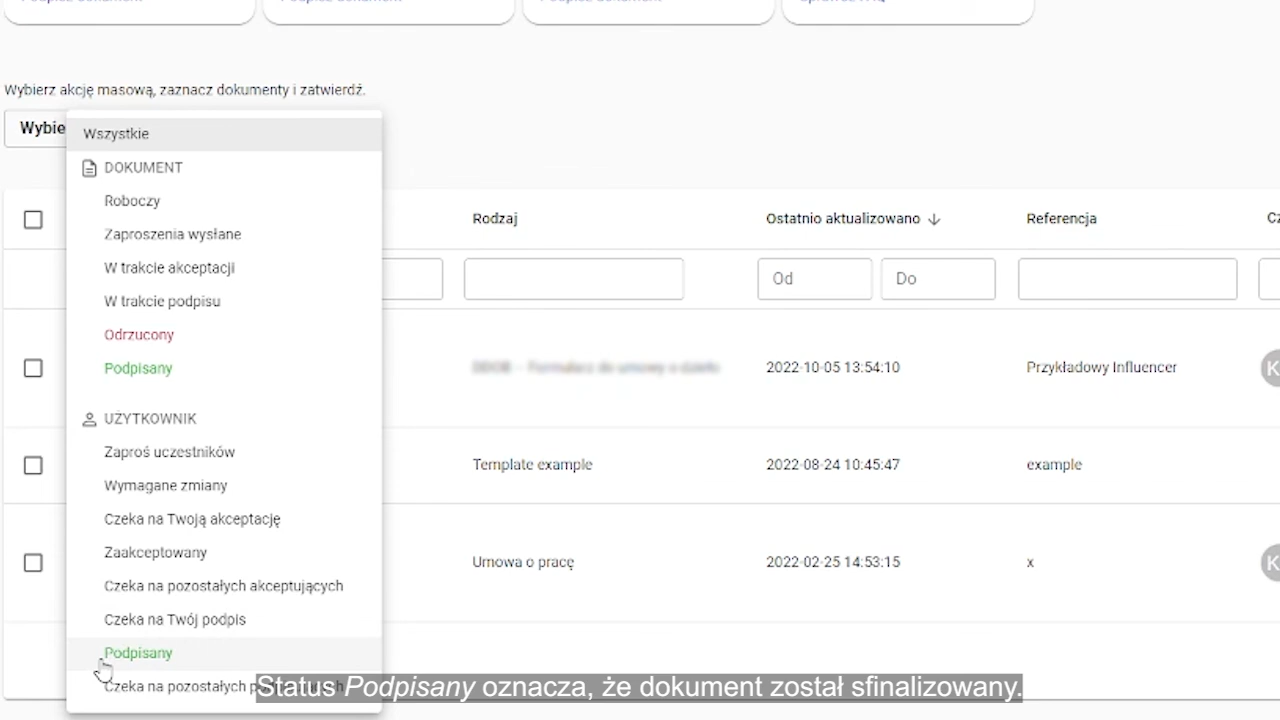 Wybierz akcję masową, zaznacz dokumenty i zatwierdź.
Wybie
Wszystkie
DOKUMENT
Roboczy
Zaproszenia wysłane
W trakcie akceptacji
W trakcie podpisu
Odrzucony
Podpisany
UŻYTKOWNIK
Zaproś uczestników
Wymagane zmiany
Czeka na Twoją akceptację
Zaakceptowany
Czeka na pozostałych akceptujących
Czeka na Twój podpis
Podpisany
Czeka na pozostałych
Rodzaj Ostatnio aktualizowano Referencja Cz
Od Do
2022-10-05 13:54:10 Przykładowy Influencer K
Template example 2022-08-24 10:45:47 example
Umowa o pracę 2022-02-25 14:53:15 x K
Status Podpisany oznacza, że dokument został sfinalizowany.